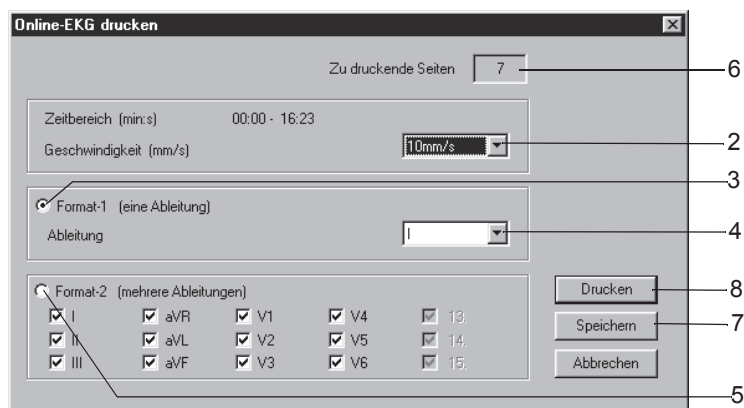 Online-EKG drucken
Zu druckende Seiten 7 6
Zeitbereich (min:s) 00:00 - 16:23
Geschwindigkeit (mm/s) 10mm/s 2
3
Format-1 (eine Ableitung)
Ableitung I 4
Format-2 (mehrere Ableitungen) Drucken 8
I aVR V1 V4 13.
II aVL V2 V5 14. Speichern 7
III aVF V3 V6 15. Abbrechen
5